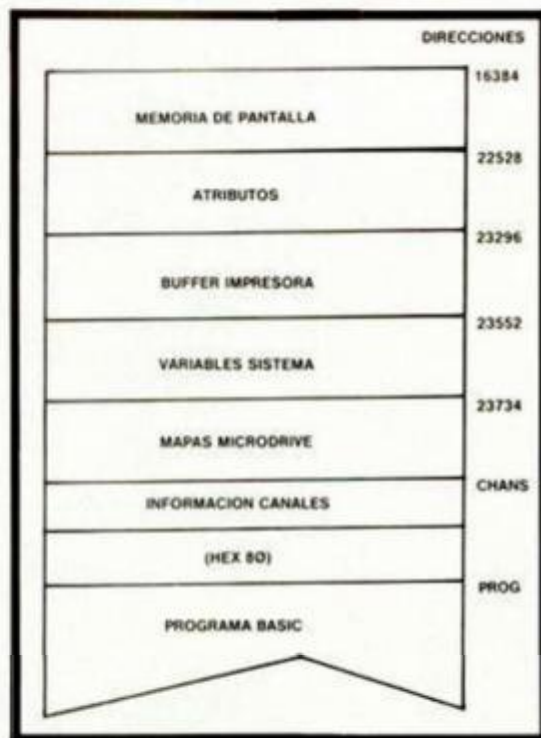 DIRECCIONES
16384
MEMORIA DE PANTALLA
22528
ATRIBUTOS
23296
BUFFER IMPRESORA
23552
VARIABLES SISTEMA
23734
MAPAS MICRODRIVE
CHANS
INFORMACION CANALES
(HEX 8Ø)
PROG
PROGRAMA BASIC